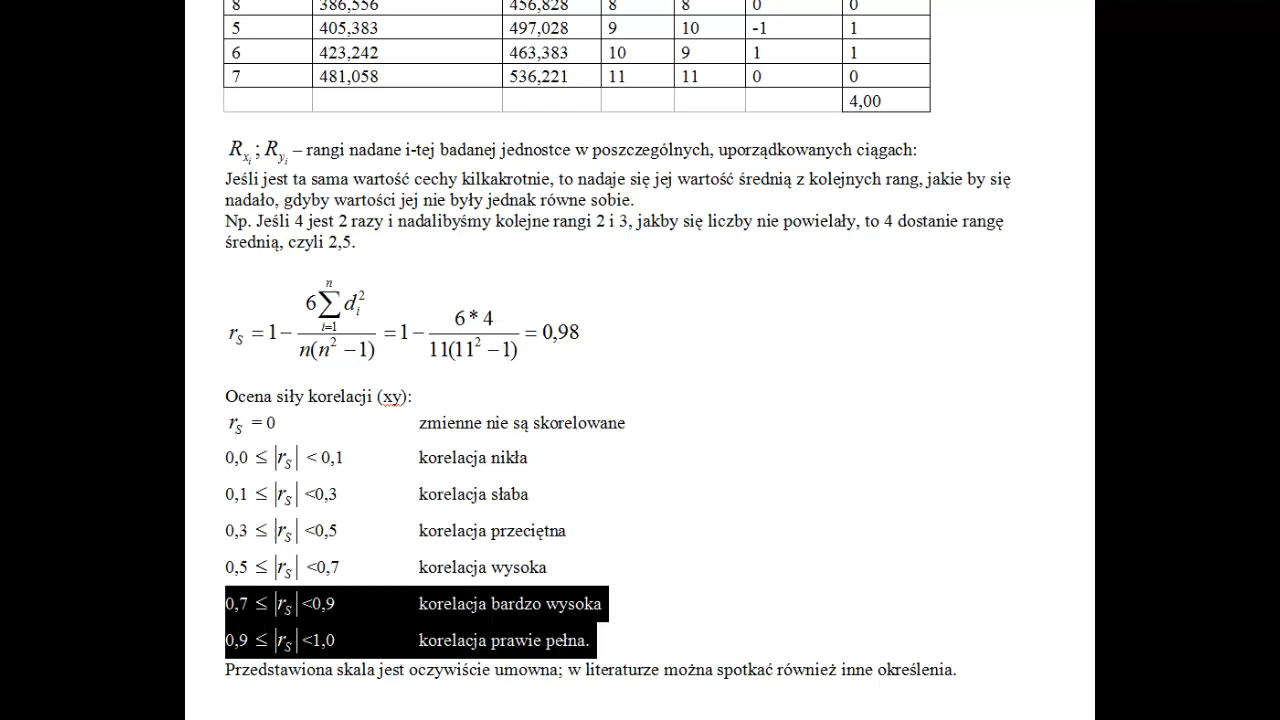 8 386,556 456,828 8 8 0 0
5 405,383 497,028 9 10 -1 1
6 423,242 463,383 10 9 1 1
7 481,058 536,221 11 11 0 0
4,00
R_{x_i} ; R_{y_i} – rangi nadane i-tej badanej jednostce w poszczególnych, uporządkowanych ciągach:
Jeśli jest ta sama wartość cechy kilkakrotnie, to nadaje się jej wartość średnią z kolejnych rang, jakie by się
nadało, gdyby wartości jej nie były jednak równe sobie.
Np. Jeśli 4 jest 2 razy i nadalibyśmy kolejne rangi 2 i 3, jakby się liczby nie powielały, to 4 dostanie rangę
średnią, czyli 2,5.
r_S = 1 - \frac{6\sum_{i=1}^{n} d_i^2}{n(n^2 - 1)} = 1 - \frac{6 * 4}{11(11^2 - 1)} = 0,98
Ocena siły korelacji (xy):
r_S = 0 zmienne nie są skorelowane
0,0 ≤ |r_S| < 0,1 korelacja nikła
0,1 ≤ |r_S| <0,3 korelacja słaba
0,3 ≤ |r_S| <0,5 korelacja przeciętna
0,5 ≤ |r_S| <0,7 korelacja wysoka
0,7 ≤ |r_S| <0,9 korelacja bardzo wysoka
0,9 ≤ |r_S| <1,0 korelacja prawie pełna.
Przedstawiona skala jest oczywiście umowna; w literaturze można spotkać również inne określenia.